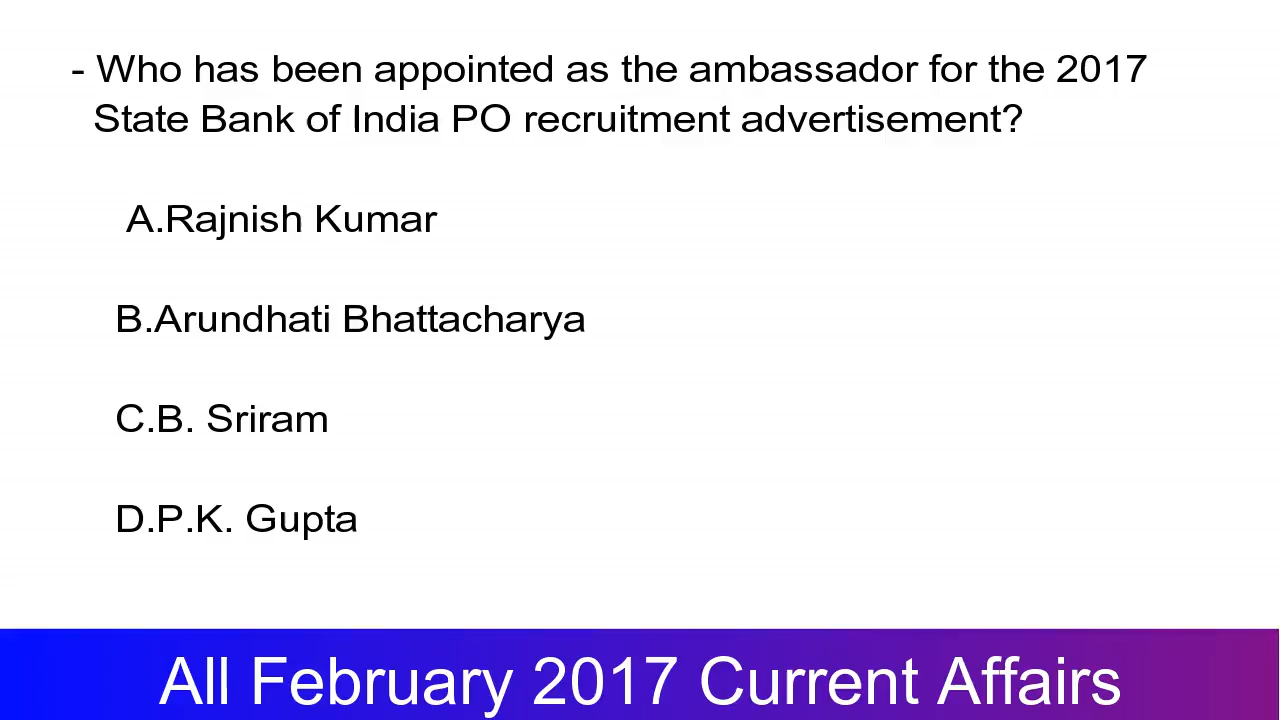 - Who has been appointed as the ambassador for the 2017
State Bank of India PO recruitment advertisement?
A.Rajnish Kumar
B.Arundhati Bhattacharya
C.B. Sriram
D.P.K. Gupta
All February 2017 Current Affairs